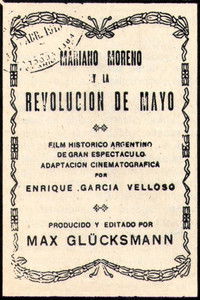 MARIANO MORENO
Y LA
REVOLUCION DE MAYO
FILM HISTORICO ARGENTINO
DE GRAN ESPECTACULO
ADAPTACION CINEMATOGRAFICA
POR
ENRIQUE GARCIA VELLOSO
PRODUCIDO Y EDITADO POR
MAX GLÜCKSMANN